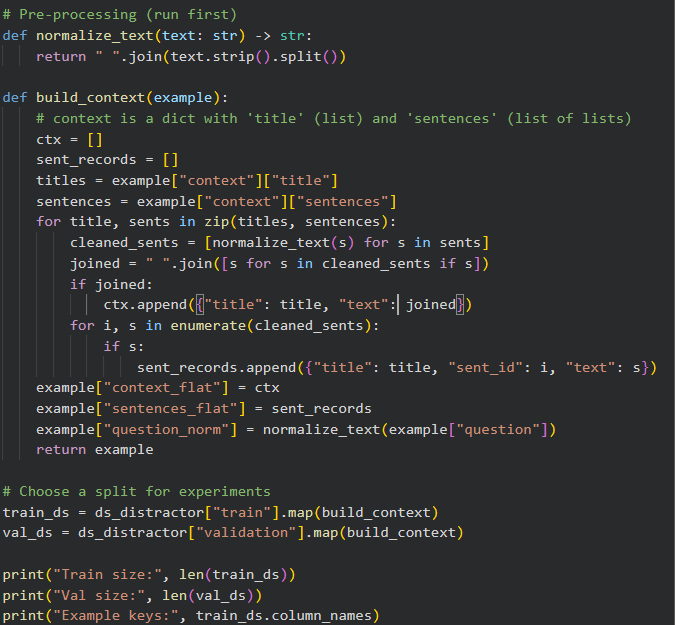 # Pre-processing (run first)
def normalize_text(text: str) -> str:
    return " ".join(text.strip().split())

def build_context(example):
    # context is a dict with 'title' (list) and 'sentences' (list of lists)
    ctx = []
    sent_records = []
    titles = example["context"]["title"]
    sentences = example["context"]["sentences"]
    for title, sents in zip(titles, sentences):
        cleaned_sents = [normalize_text(s) for s in sents]
        joined = " ".join([s for s in cleaned_sents if s])
        if joined:
            ctx.append({"title": title, "text": joined})
        for i, s in enumerate(cleaned_sents):
            if s:
                sent_records.append({"title": title, "sent_id": i, "text": s})
    example["context_flat"] = ctx
    example["sentences_flat"] = sent_records
    example["question_norm"] = normalize_text(example["question"])
    return example

# Choose a split for experiments
train_ds = ds_distractor["train"].map(build_context)
val_ds = ds_distractor["validation"].map(build_context)

print("Train size:", len(train_ds))
print("Val size:", len(val_ds))
print("Example keys:", train_ds.column_names)